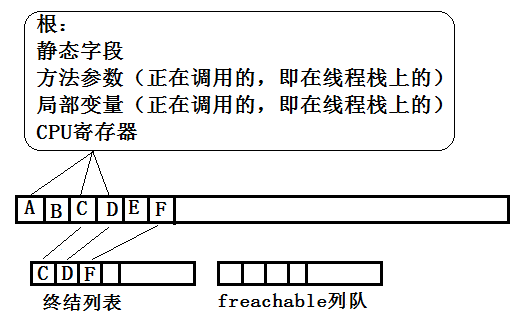 根：
静态字段
方法参数（正在调用的，即在线程栈上的）
局部变量（正在调用的，即在线程栈上的）
CPU寄存器
A B C D E F
C D F
终结列表
freachable列队